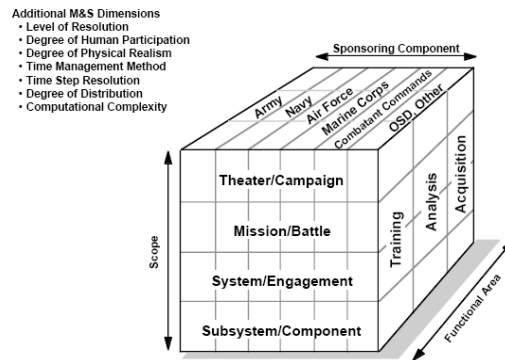 Additional M&S Dimensions
• Level of Resolution
• Degree of Human Participation
• Degree of Physical Realism
• Time Management Method
• Time Step Resolution
• Degree of Distribution
• Computational Complexity
Sponsoring Component
Army
Navy
Air Force
Marine Corps
Combatant Commands
OSD, Other
Theater/Campaign
Mission/Battle
System/Engagement
Subsystem/Component
Scope
Training
Analysis
Acquisition
Functional Area